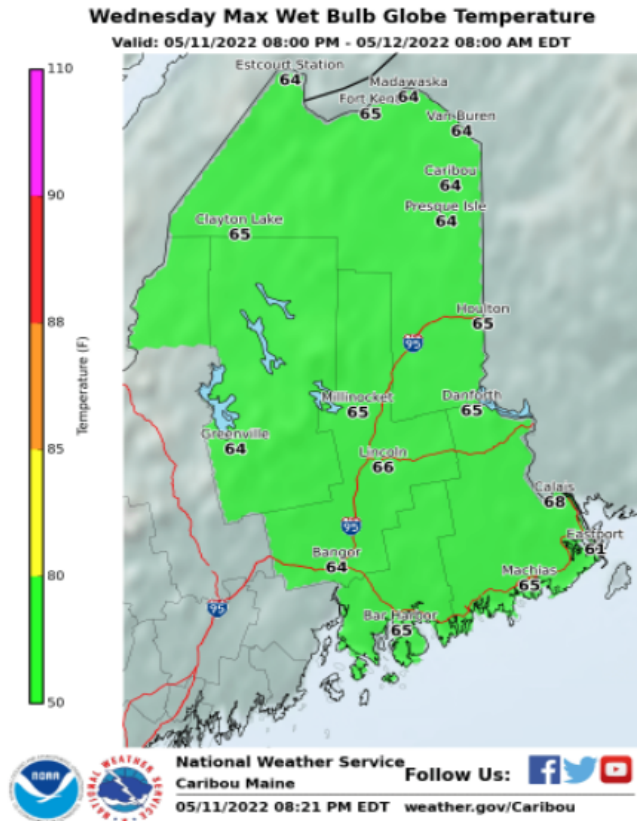 Wednesday Max Wet Bulb Globe Temperature
Valid: 05/11/2022 08:00 PM - 05/12/2022 08:00 AM EDT
110
90
88
85
80
50
Temperature (F)
Estcourt Station
64
Madawaska
64
Fort Kent
65
Van Buren
64
Caribou
64
Presque Isle
64
Clayton Lake
65
Houlton
65
95
Millinocket
65
Danforth
65
Greenville
64
Lincoln
66
Calais
68
95
Eastport
61
Bangor
64
Machias
65
95
Bar Harbor
65
NOAA
NATIONAL WEATHER SERVICE
National Weather Service
Caribou Maine
05/11/2022 08:21 PM EDT
Follow Us:
weather.gov/Caribou